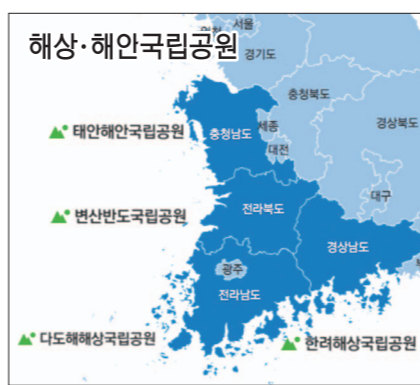 해상·해안국립공원
서울
경기도
충청북도
경상북도
세종
충청남도
대전
태안해안국립공원
대구
전라북도
변산반도국립공원
경상남도
광주
전라남도
다도해해상국립공원
한려해상국립공원